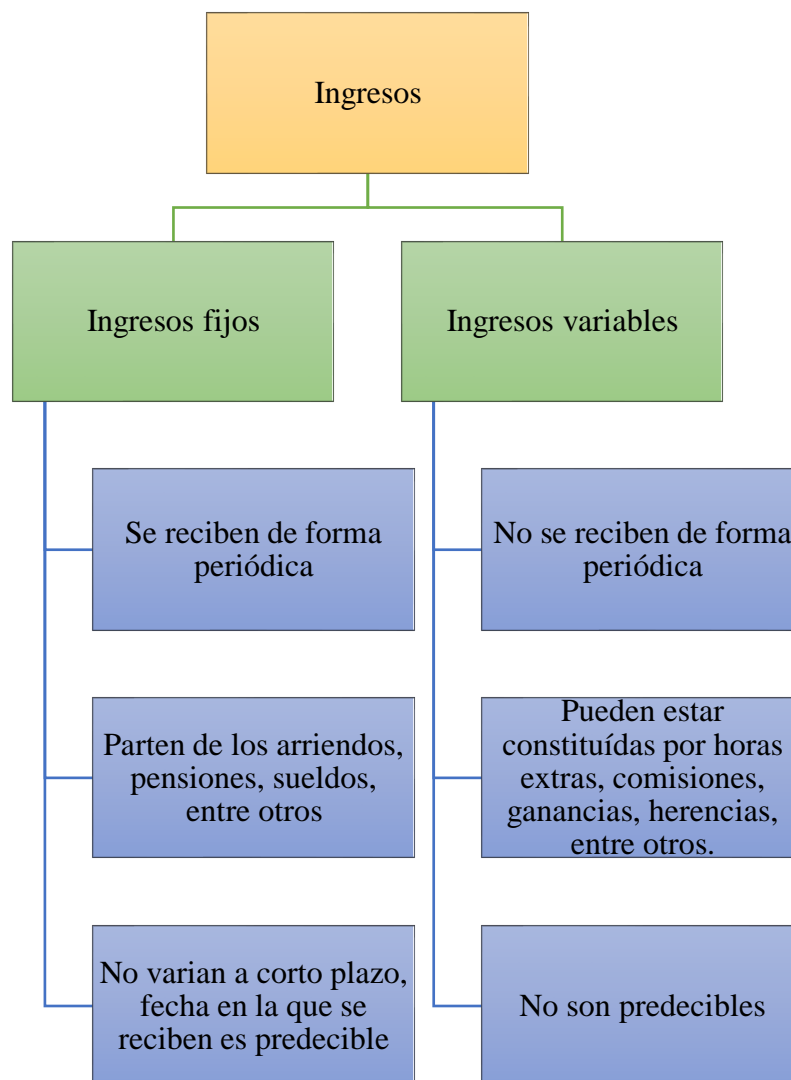 Ingresos
Ingresos fijos
Se reciben de forma
periódica
Parten de los arriendos,
pensiones, sueldos,
entre otros
No varian a corto plazo,
fecha en la que se
reciben es predecible
Ingresos variables
No se reciben de forma
periódica
Pueden estar
constituídas por horas
extras, comisiones,
ganancias, herencias,
entre otros.
No son predecibles